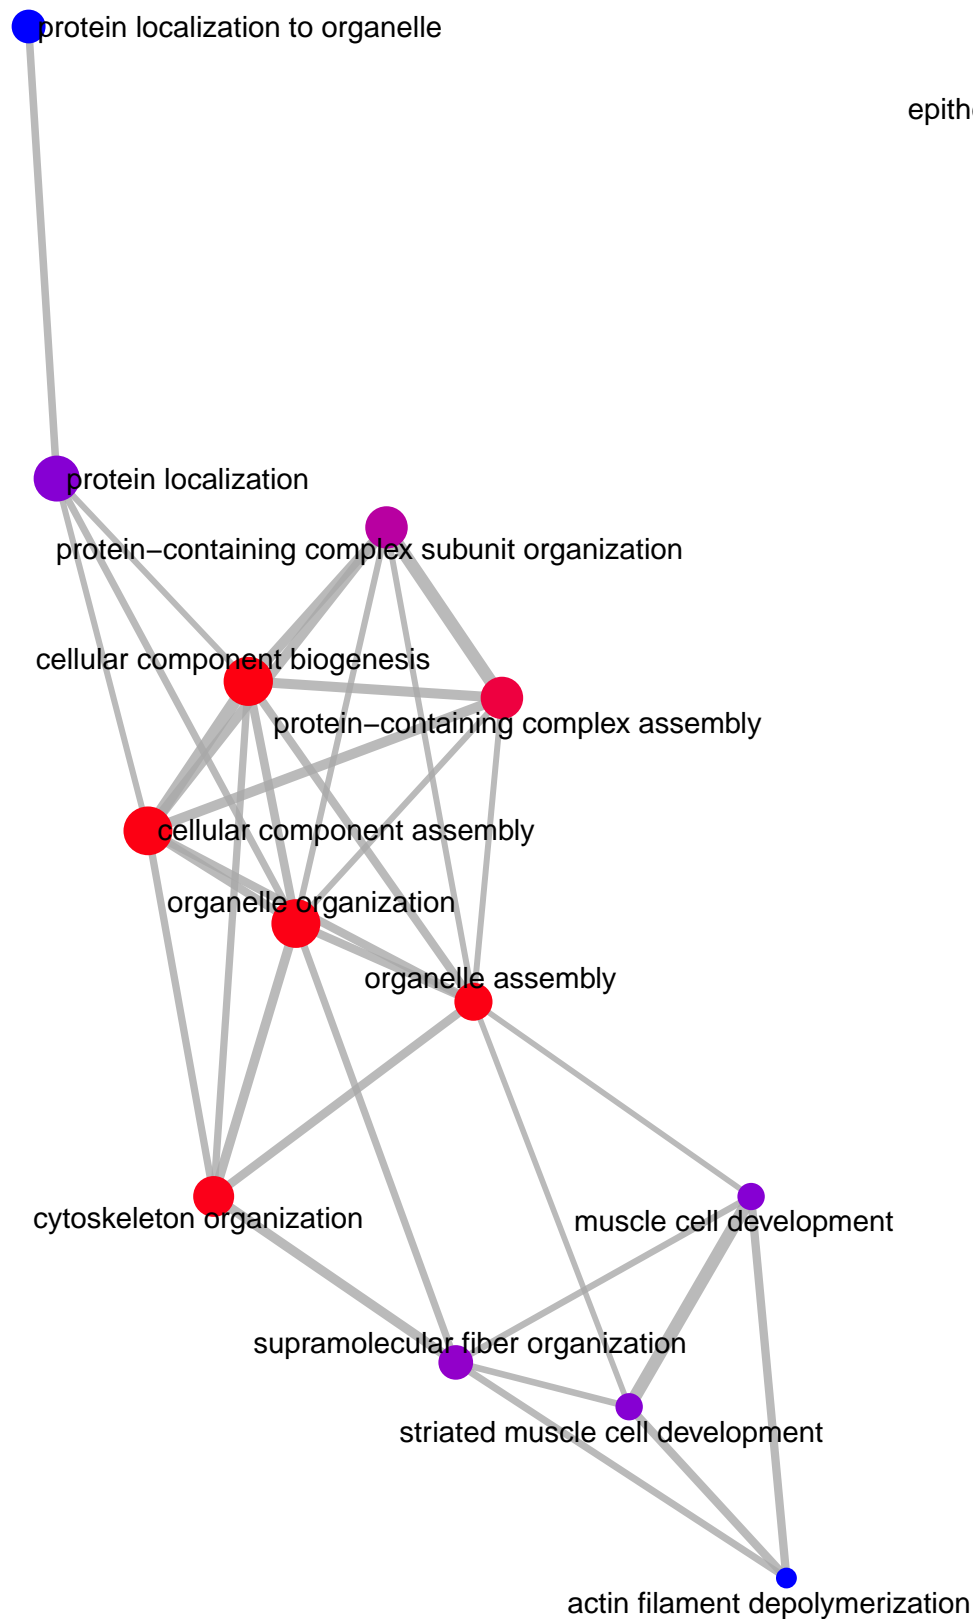 protein localization to organelle
epith
protein localization
protein−containing complex subunit organization
cellular component biogenesis
protein−containing complex assembly
cellular component assembly
organelle organization
organelle assembly
cytoskeleton organization
muscle cell development
supramolecular fiber organization
striated muscle cell development
actin filament depolymerization